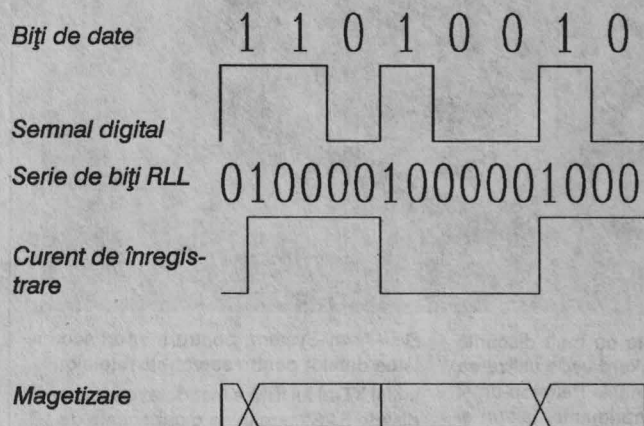 Biţi de date 1 1 0 1 0 0 1 0
Semnal digital
Serie de biţi RLL 0100001000001000
Curent de înregis-
trare
Magetizare